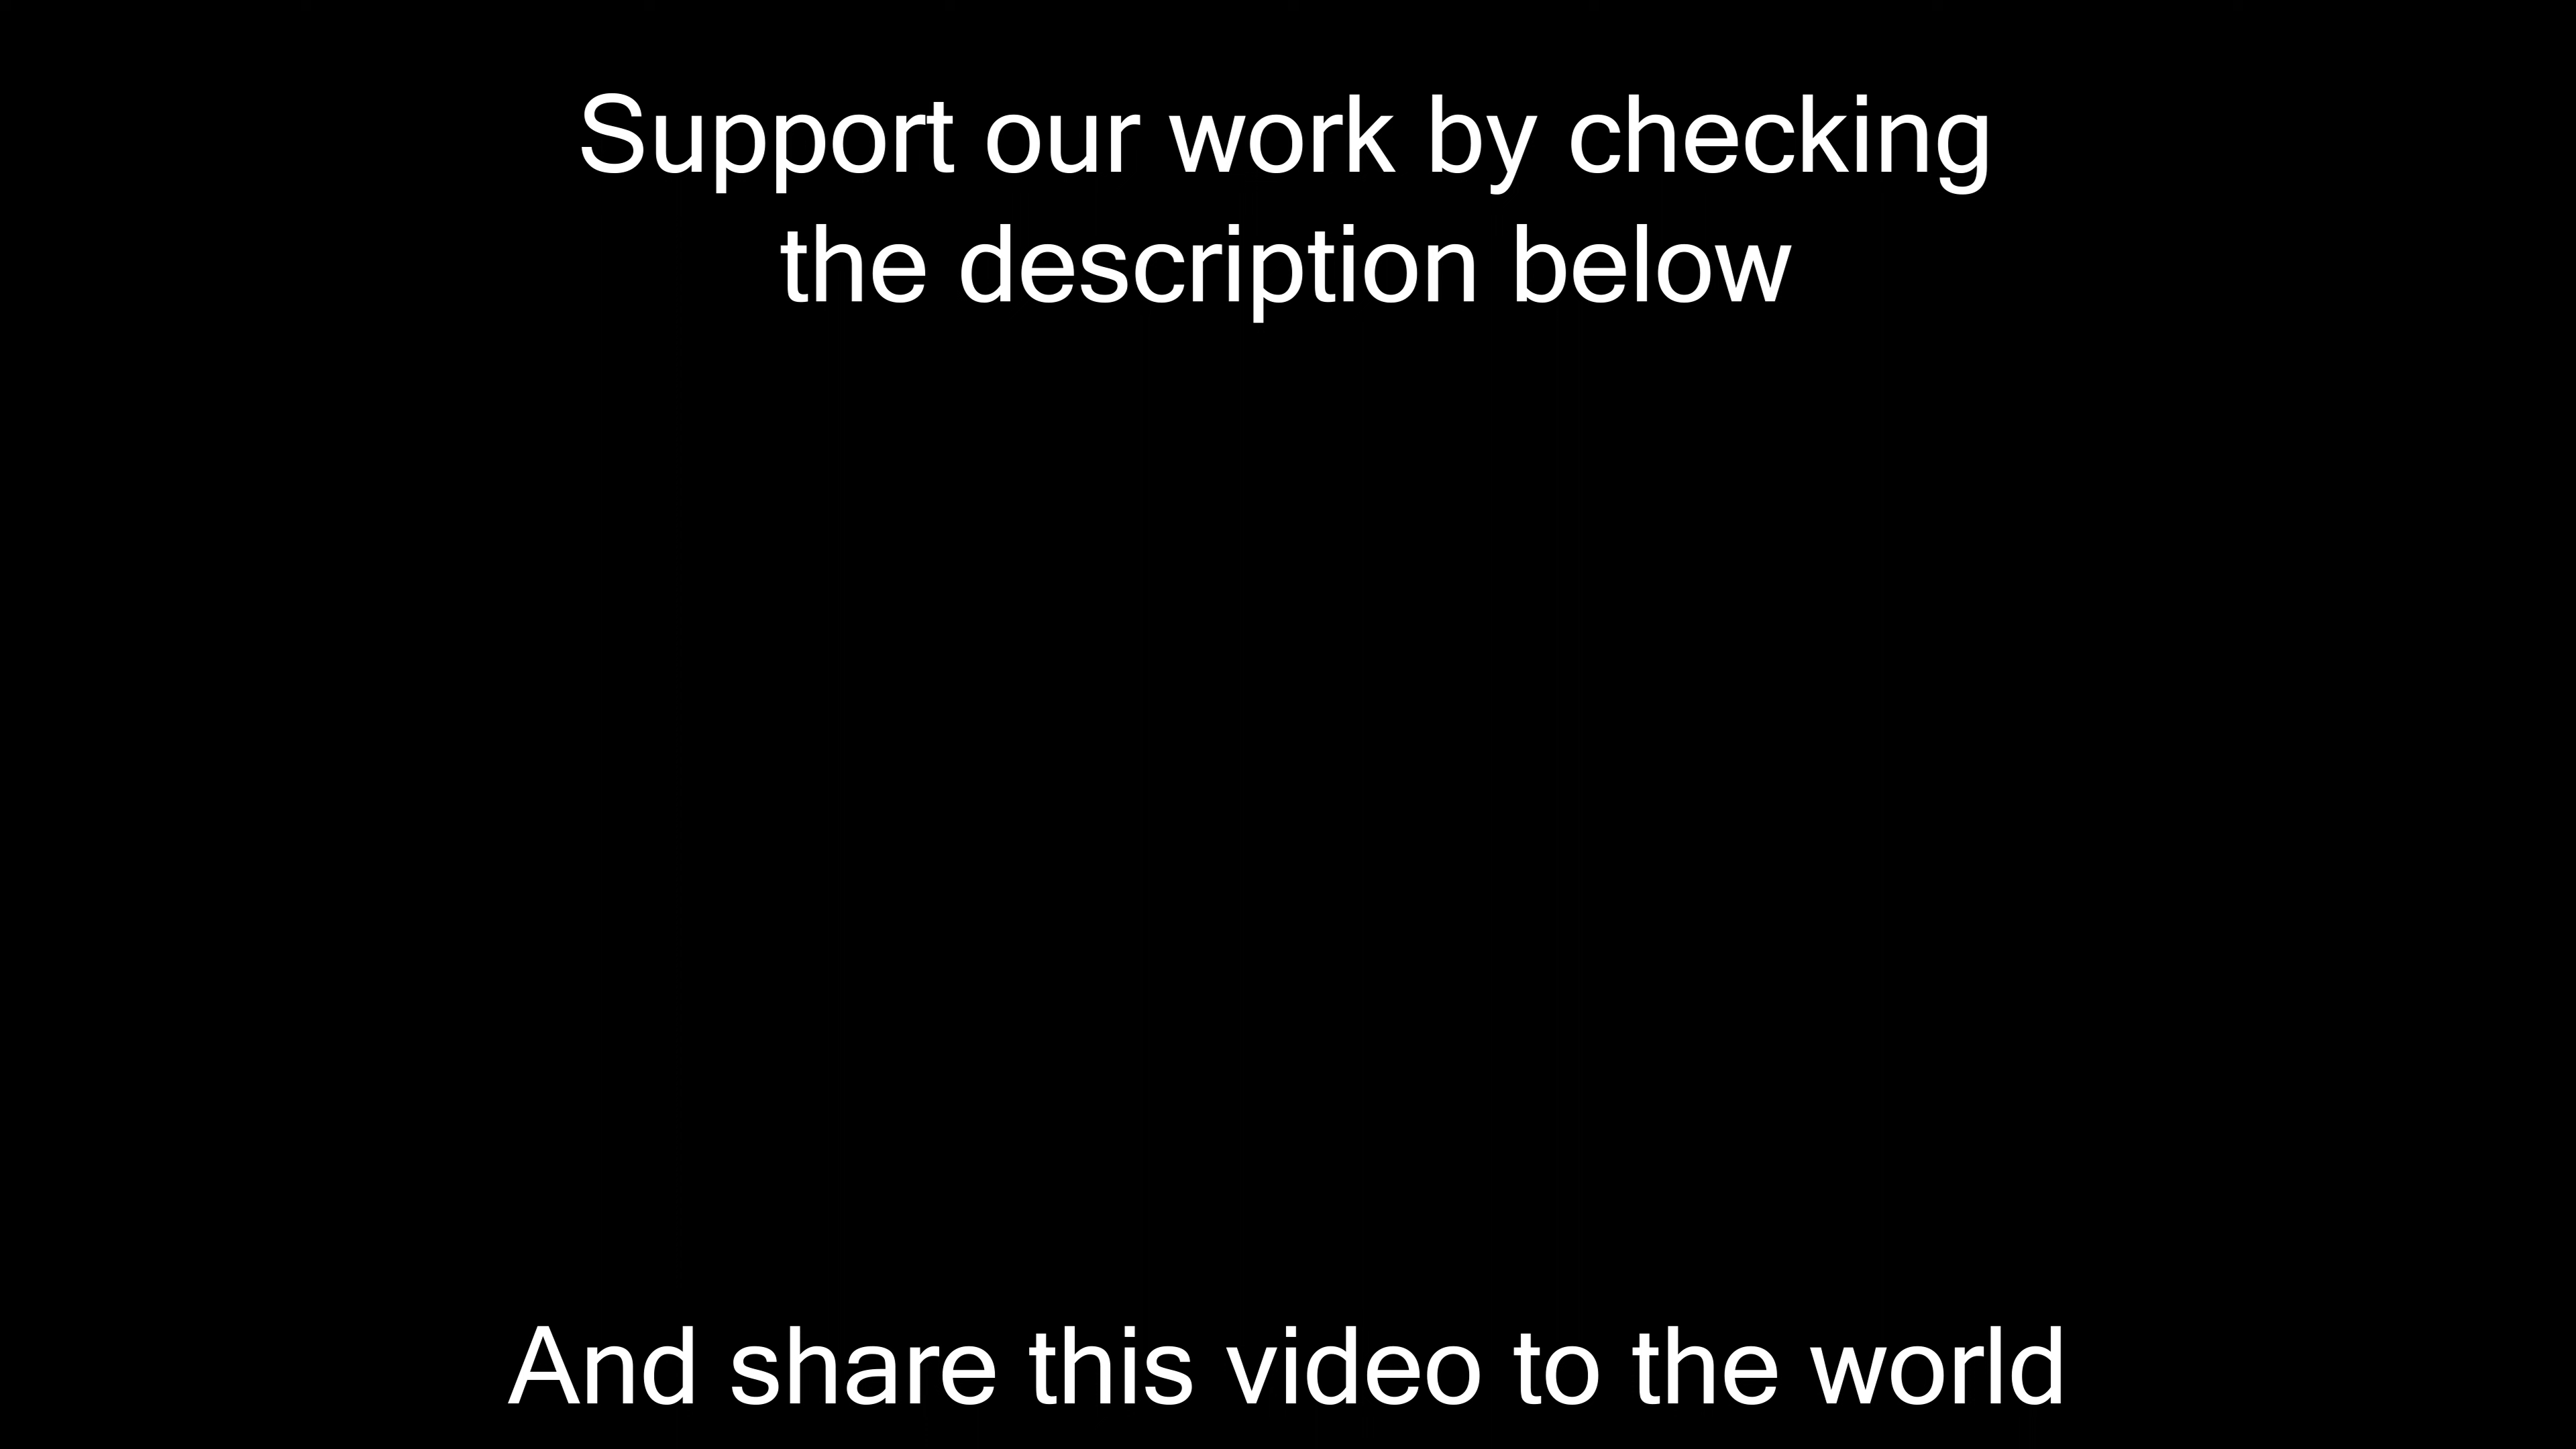 Support our work by checking
the description below
And share this video to the world